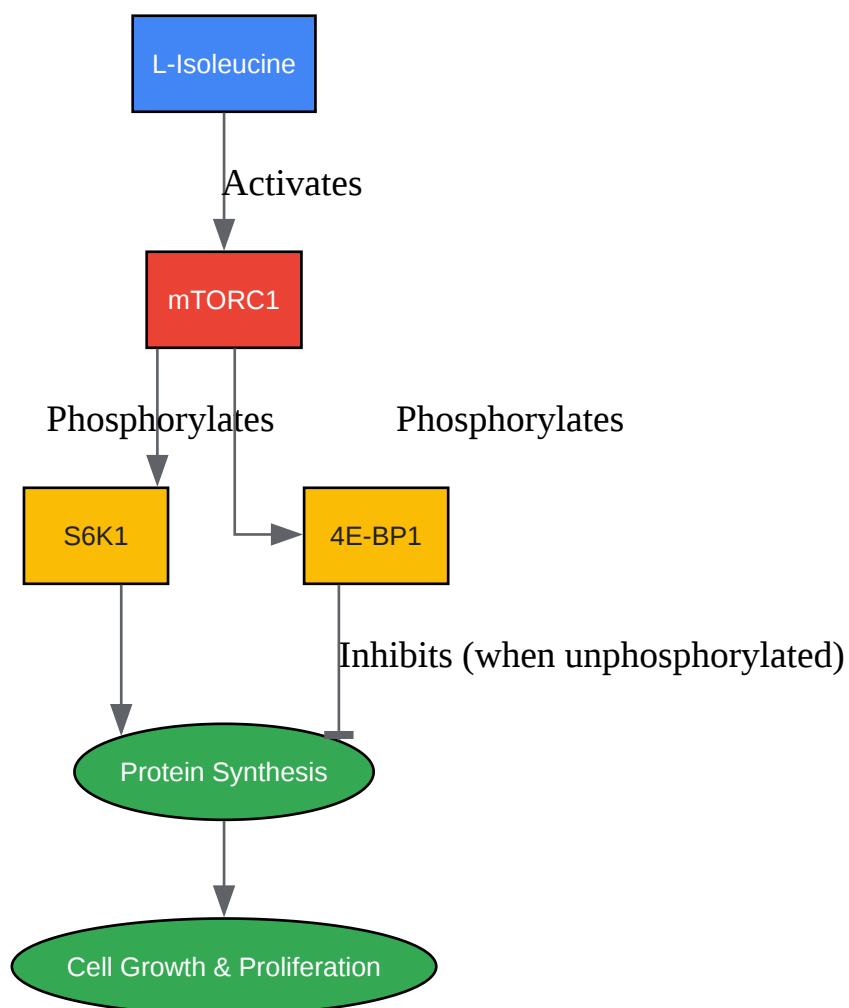 L-Isoleucine
Activates
mTORC1
Phosphorylates
Phosphorylates
S6K1
4E-BP1
Inhibits (when unphosphorylated)
Protein Synthesis
Cell Growth & Proliferation